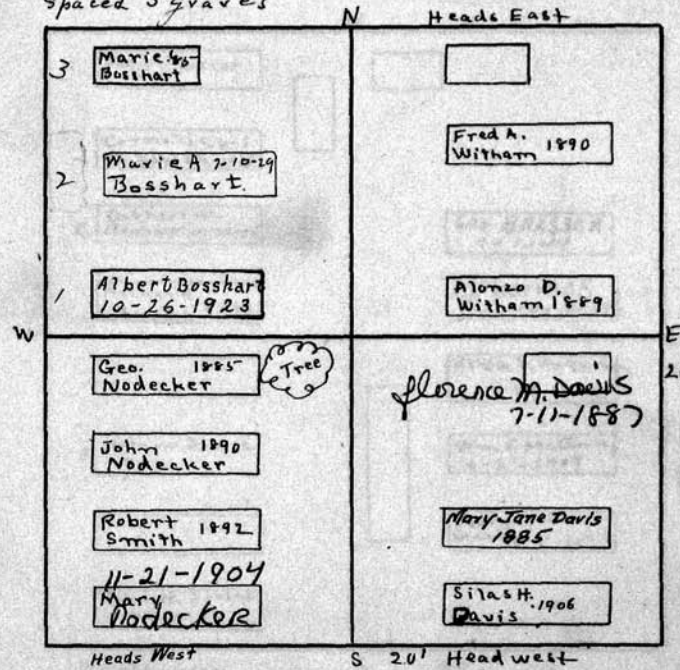 Spaced 3 graves
N Heads East
3
Marie 85
Bosshart
2
Marie A 7-10-29
Bosshart.
1
Albert Bosshart
10-26-1923
Fred A.
Witham 1890
Alonzo D.
Witham 1889
W
E
Geo. 1885
Nodecker
Tree
John 1890
Nodecker
Robert
Smith 1892
11-21-1904
Mary
Nodecker
Heads West
2
Florence M. Davis
7-11-1887
Mary Jane Davis
1885
Silas H.
Davis 1906
S 20' Head west